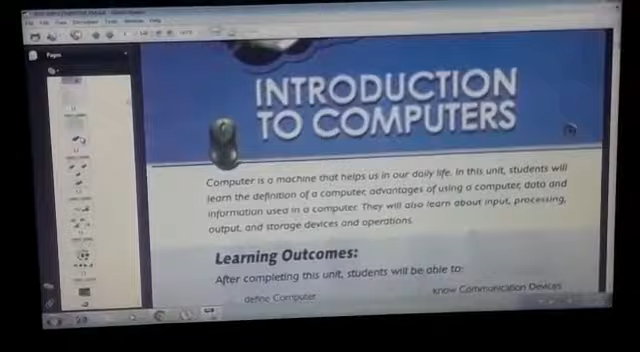 Pages
INTRODUCTION
TO COMPUTERS
Computer is a machine that helps us in our daily life. In this unit, students will
learn the definition of a computer, advantages of using a computer, data and
information used in a computer. They will also learn about input, processing,
output, and storage devices and operations.
Learning Outcomes:
After completing this unit, students will be able to:
define Computer
know Communication Devices